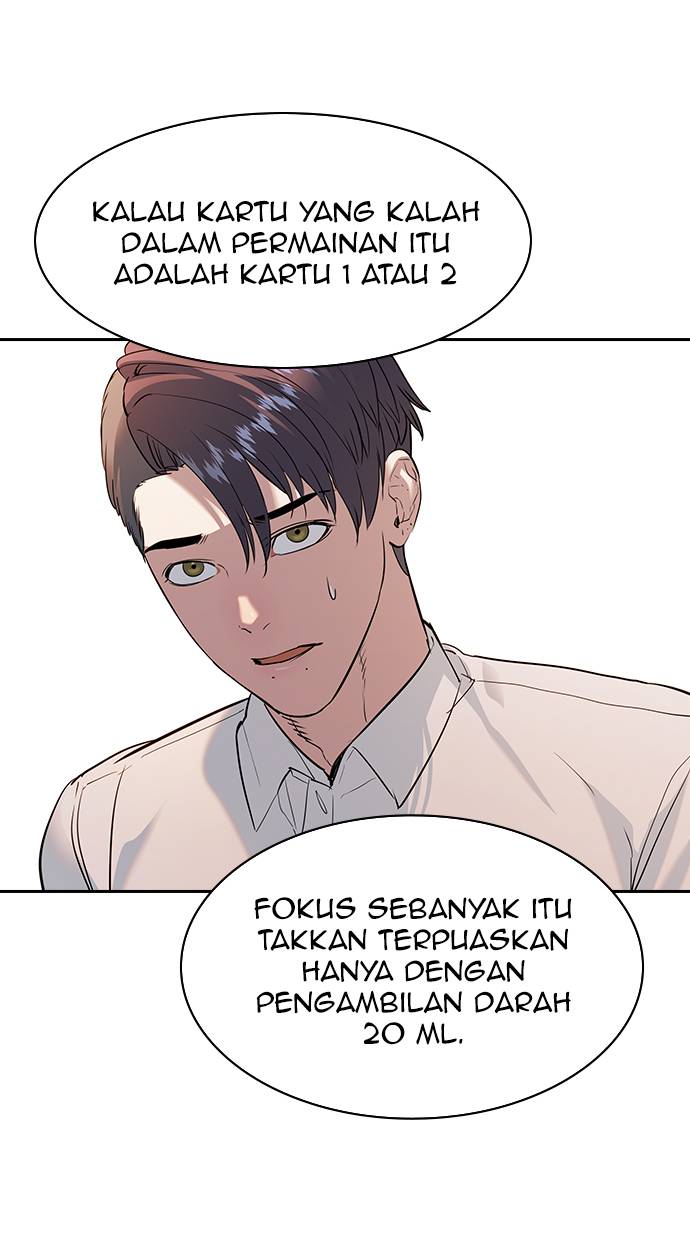 KALAU KARTU YANG KALAH
DALAM PERMAINAN ITU
ADALAH KARTU 1 ATAU 2
FOKUS SEBANYAK ITU
TAKKAN TERPUASKAN
HANYA DENGAN
PENGAMBILAN DARAH
20 ML.